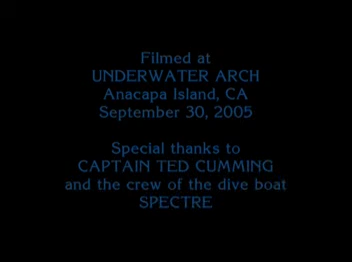 Filmed at
UNDERWATER ARCH
Anacapa Island, CA
September 30, 2005
Special thanks to
CAPTAIN TED CUMMING
and the crew of the dive boat
SPECTRE